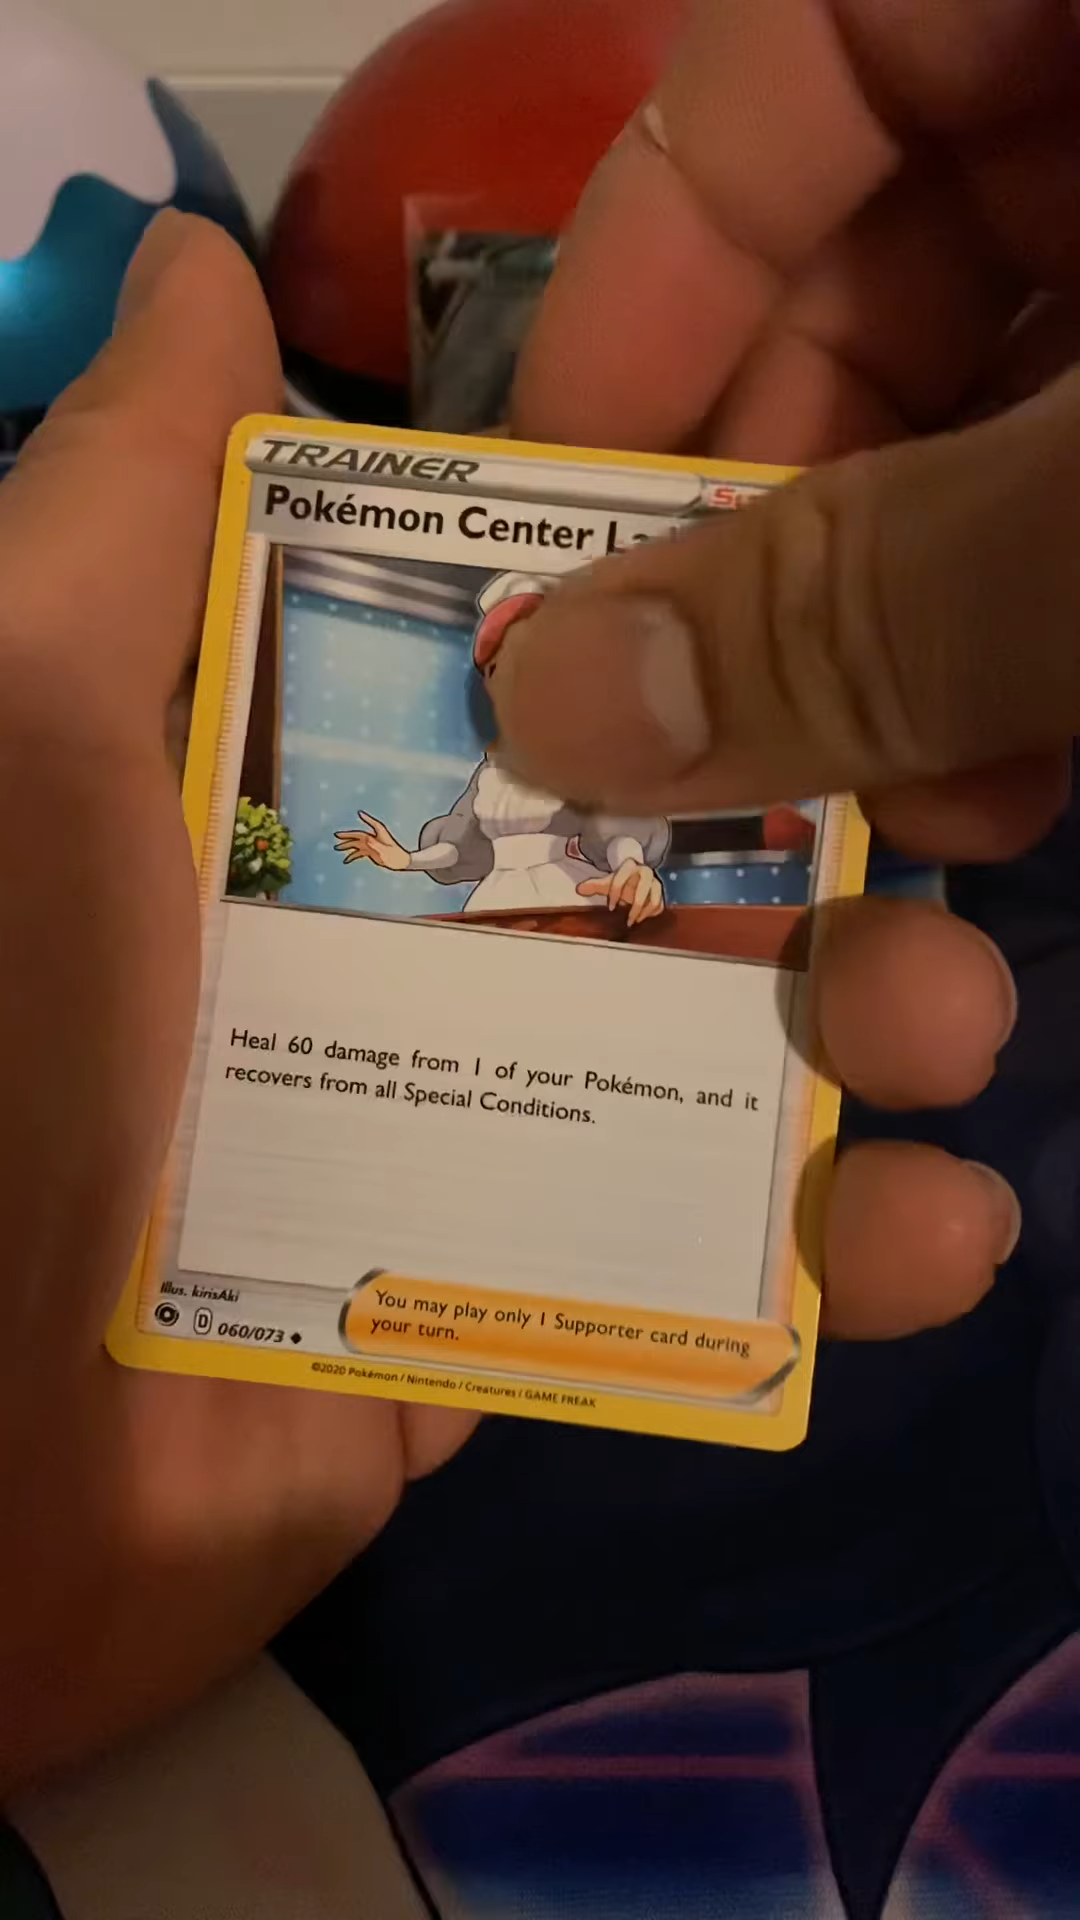 TRAINER
Pokémon Center
Heal 60 damage from 1 of your Pokémon, and it
recovers from all Special Conditions.
Illus. kirisAki
D 060/073
You may play only 1 Supporter card during
your turn.
©2020 Pokémon / Nintendo / Creatures / GAME FREAK